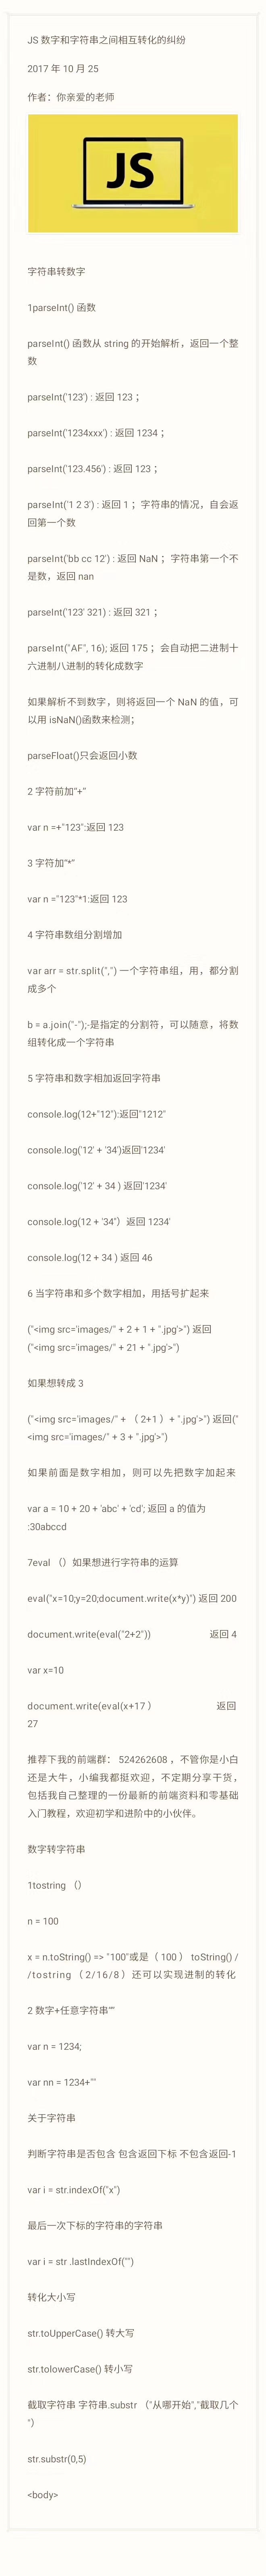 JS 数字和字符串之间相互转化的纠纷
2017 年 10 月 25
作者：你亲爱的老师
JS
字符串转数字
1parseInt() 函数
parseInt() 函数从 string 的开始解析，返回一个整
数
parseInt('123') : 返回 123 ；
parseInt('1234xxx') : 返回 1234 ；
parseInt('123.456') : 返回 123 ；
parseInt('1 2 3') : 返回 1 ； 字符串的情况，自会返
回第一个数
parseInt('bb cc 12') : 返回 NaN ； 字符串第一个不
是数，返回 nan
parseInt('123' 321) : 返回 321 ；
parseInt("AF", 16); 返回 175 ； 会自动把二进制十
六进制八进制的转化成数字
如果解析不到数字，则将返回一个 NaN 的值，可
以用 isNaN()函数来检测；
parseFloat()只会返回小数
2 字符前加“+”
var n =+"123":返回 123
3 字符加“*”
var n ="123"*1:返回 123
4 字符串数组分割增加
var arr = str.split(",") 一个字符串组，用，都分割
成多个
b = a.join("-");-是指定的分割符，可以随意，将数
组转化成一个字符串
5 字符串和数字相加返回字符串
console.log(12+"12"):返回"1212"
console.log('12' + '34')返回'1234'
console.log('12' + 34 ) 返回'1234'
console.log(12 + '34"）返回 1234'
console.log(12 + 34 ) 返回 46
6 当字符串和多个数字相加，用括号扩起来
("<img src='images/" + 2 + 1 + ".jpg'>") 返回
("<img src='images/" + 21 + ".jpg'>")
如果想转成 3
("<img src='images/" + （ 2+1 ）+ ".jpg'>") 返回("
<img src='images/" + 3 + ".jpg'>")
如果前面是数字相加，则可以先把数字加起来
var a = 10 + 20 + 'abc' + 'cd'; 返回 a 的值为
:30abccd
7eval （）如果想进行字符串的运算
eval("x=10;y=20;document.write(x*y)") 返回 200
document.write(eval("2+2")) 返回 4
var x=10
document.write(eval(x+17 ） 返回
27
推荐下我的前端群： 524262608 ，不管你是小白
还是大牛，小编我都挺欢迎，不定期分享干货，
包括我自己整理的一份最新的前端资料和零基础
入门教程，欢迎初学和进阶中的小伙伴。
数字转字符串
1tostring （）
n = 100
x = n.toString() => "100"或是（ 100 ） toString() /
/tostring （ 2/16/8 ）还可以实现进制的转化
2 数字+任意字符串“”
var n = 1234;
var nn = 1234+""
关于字符串
判断字符串是否包含 包含返回下标 不包含返回-1
var i = str.indexOf("x")
最后一次下标的字符串的字符串
var i = str .lastIndexOf("")
转化大小写
str.toUpperCase() 转大写
str.tolowerCase() 转小写
截取字符串 字符串.substr （"从哪开始","截取几个
"）
str.substr(0,5)
<body>